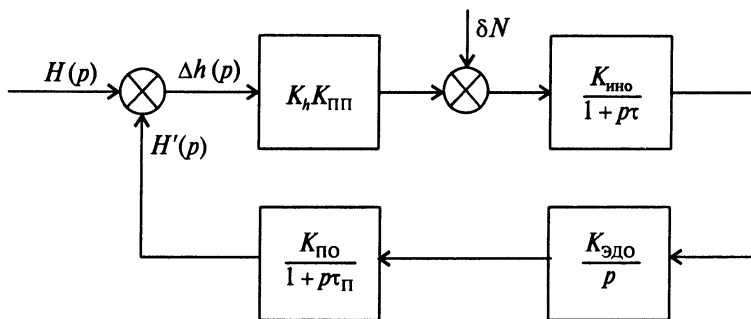 H(p)
Δh(p)
K_h K_ПП
δN
K_ИНО
1 + pτ
H′(p)
K_ПО
1 + pτ_П
K_ЭДО
p